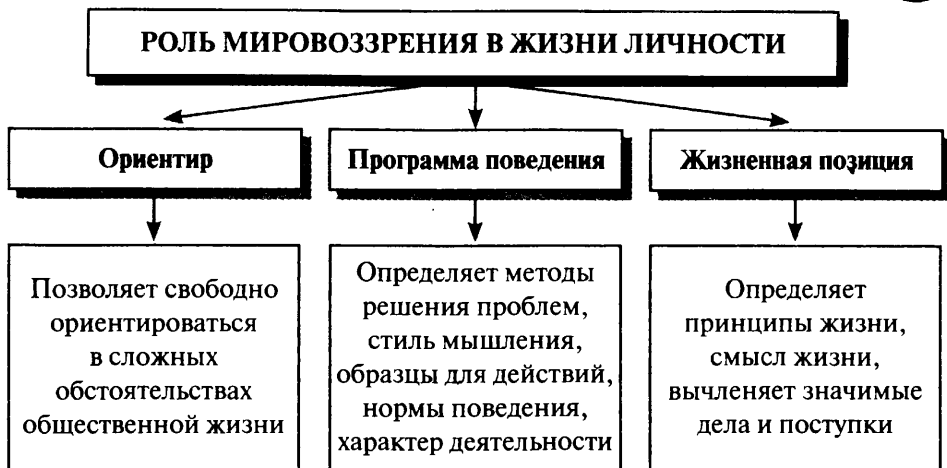 РОЛЬ МИРОВОЗЗРЕНИЯ В ЖИЗНИ ЛИЧНОСТИ
Ориентир
Программа поведения
Жизненная позиция
Позволяет свободно
ориентироваться
в сложных
обстоятельствах
общественной жизни
Определяет методы
решения проблем,
стиль мышления,
образцы для действий,
нормы поведения,
характер деятельности
Определяет
принципы жизни,
смысл жизни,
вычленяет значимые
дела и поступки